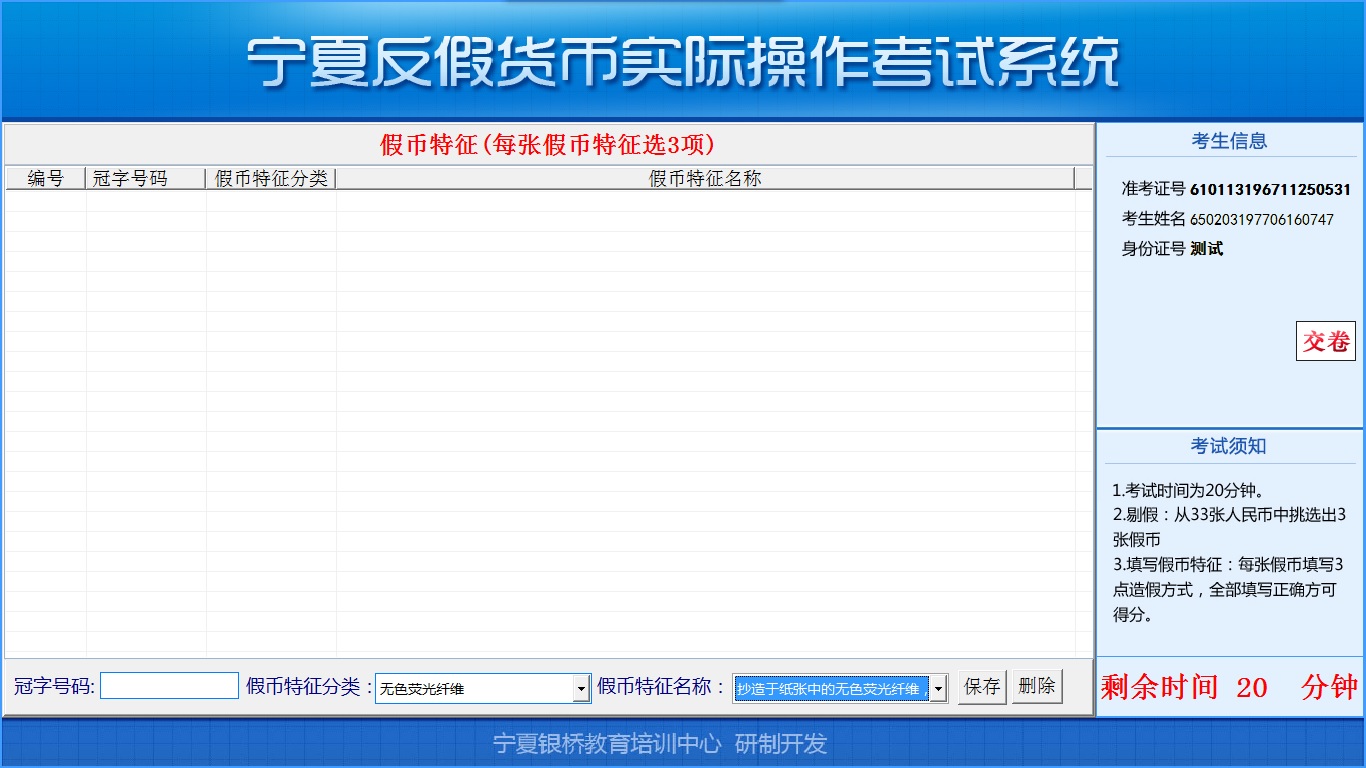 宁夏反假货币实际操作考试系统
假币特征(每张假币特征选3项)
编号 冠字号码 假币特征分类 假币特征名称
冠字号码: 假币特征分类： 无色荧光纤维 假币特征名称： 抄造于纸张中的无色荧光纤维， 保存 删除
考生信息
准考证号 610113196711250531
考生姓名 650203197706160747
身份证号 测试
交卷
考试须知
1.考试时间为20分钟。
2.剔假：从33张人民币中挑选出3
张假币
3.填写假币特征：每张假币填写3
点造假方式，全部填写正确方可
得分。
剩余时间 20 分钟
宁夏银桥教育培训中心 研制开发